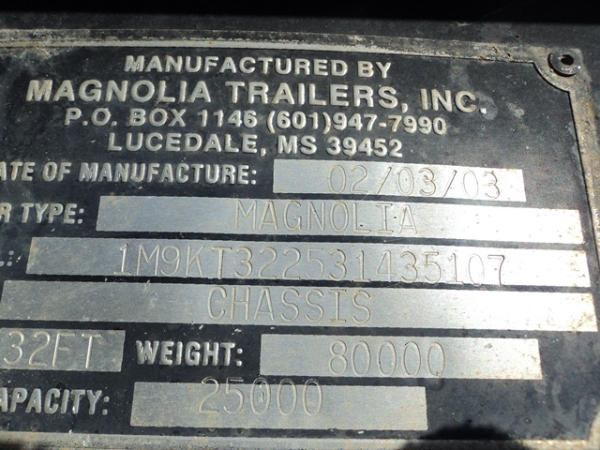 MANUFACTURED BY
MAGNOLIA TRAILERS, INC.
P.O. BOX 1146 (601)947-7990
LUCEDALE, MS 39452
ATE OF MANUFACTURE: 02/03/03
R TYPE: MAGNOLIA
.: 1M9KT322531435107
CHASSIS
32FT WEIGHT: 80000
APACITY: 25000